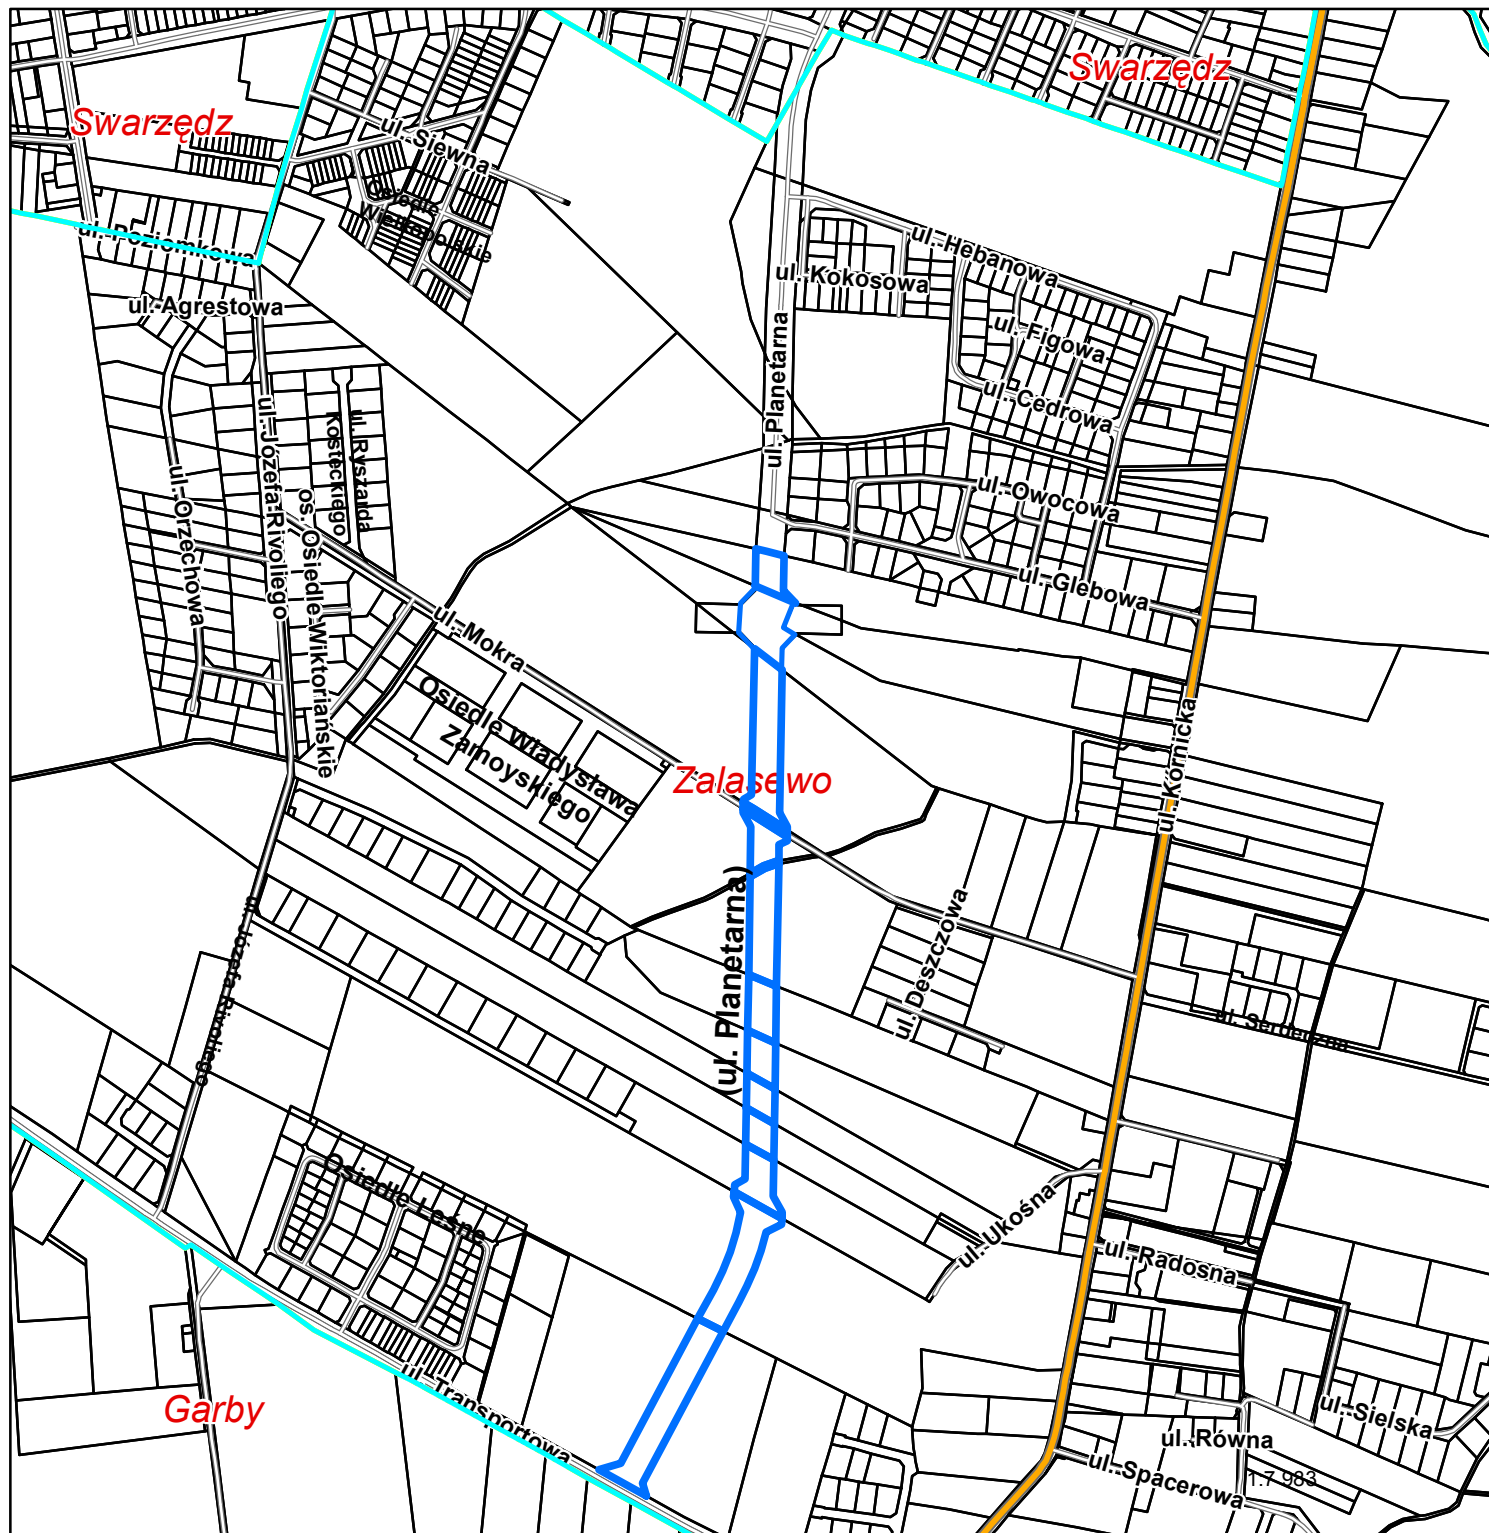 Swarzędz
Swarzędz
ul. Siewna
Osiedle
Wielkopolskie
ul. Poziomkowa
ul. Hebanowa
ul. Kokosowa
ul. Agrestowa
ul. Figowa
ul. Planetarna
ul. Cedrowa
ul. Józefa Rivoliego
ul. Ryszarda
Kosteckiego
ul. Orzechowa
os. Osiedle Wiktoriańskie
ul. Owocowa
ul. Glebowa
ul. Mokra
Osiedle Władysława
Zamoyskiego
Zalasewo
ul. Kórnicka
(ul. Planetarna)
ul. Deszczowa
ul. Józefa Rivoliego
ul. Serdeczna
Osiedle Leśne
ul. Ukośna
ul. Radosna
Garby
ul. Transportowa
ul. Sielska
ul. Równa
ul. Spacerowa
1:7 983